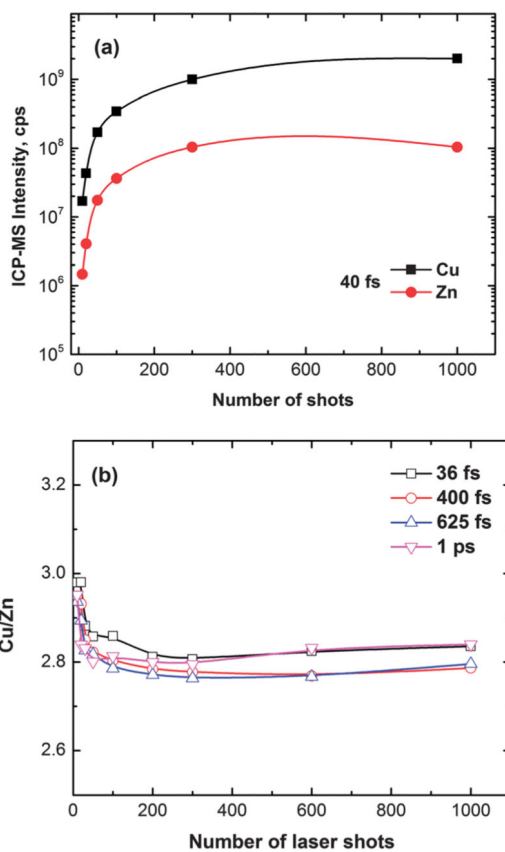 (a)
10⁹
10⁸
10⁷
10⁶
10⁵
ICP-MS Intensity, cps
40 fs
Cu
Zn
0 200 400 600 800 1000
Number of shots
(b)
36 fs
400 fs
625 fs
1 ps
3.2
3.0
2.8
2.6
Cu/Zn
0 200 400 600 800 1000
Number of laser shots